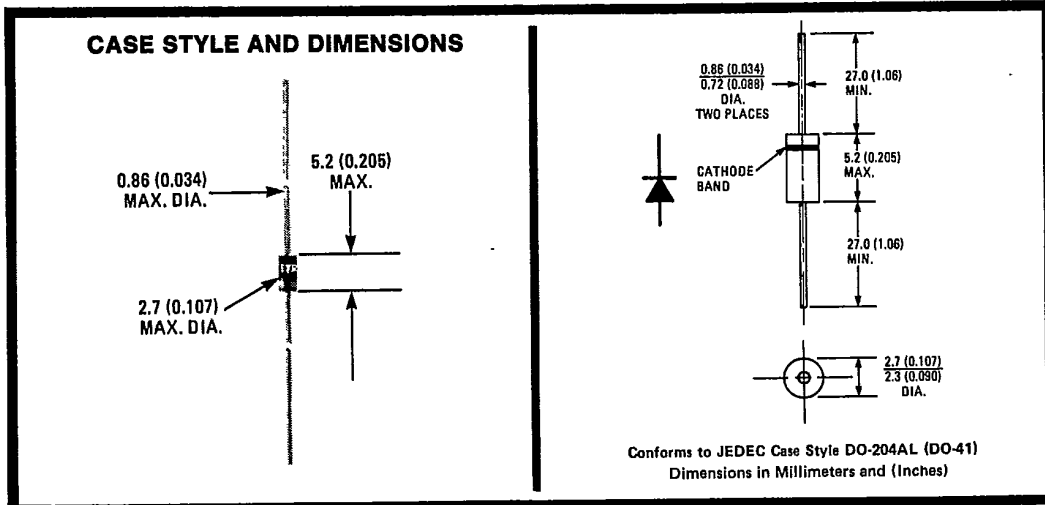 CASE STYLE AND DIMENSIONS
0.86 (0.034)
MAX. DIA.
5.2 (0.205)
MAX.
2.7 (0.107)
MAX. DIA.
0.86 (0.034)
0.72 (0.088)
DIA.
TWO PLACES
27.0 (1.06)
MIN.
CATHODE
BAND
5.2 (0.205)
MAX.
27.0 (1.06)
MIN.
2.7 (0.107)
2.3 (0.090)
DIA.
Conforms to JEDEC Case Style DO-204AL (DO-41)
Dimensions in Millimeters and (Inches)